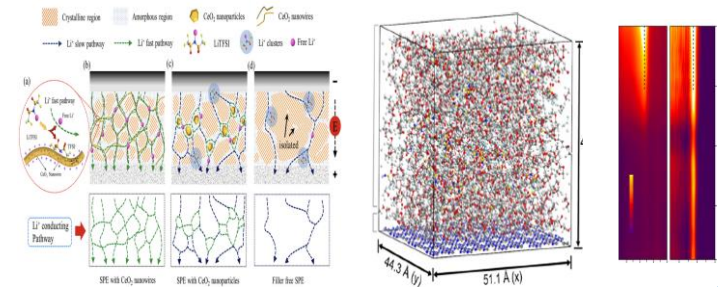 Crystalline region
Amorphous region
CeO₂ nanoparticles
CeO₂ nanowires
Li⁺ slow pathway
Li⁺ fast pathway
LiTFSI
Li⁺ clusters
Free Li⁺
(a)
(b)
(c)
(d)
Li⁺ fast pathway
Free Li⁺
LiTFSI
TFSI⁻
CeO₂ Nanowires
isolated
-
E
+
Li⁺ conducting
Pathway
SPE with CeO₂ nanowires
SPE with CeO₂ nanoparticles
Filler free SPE
44.3 Å (y)
51.1 Å (x)